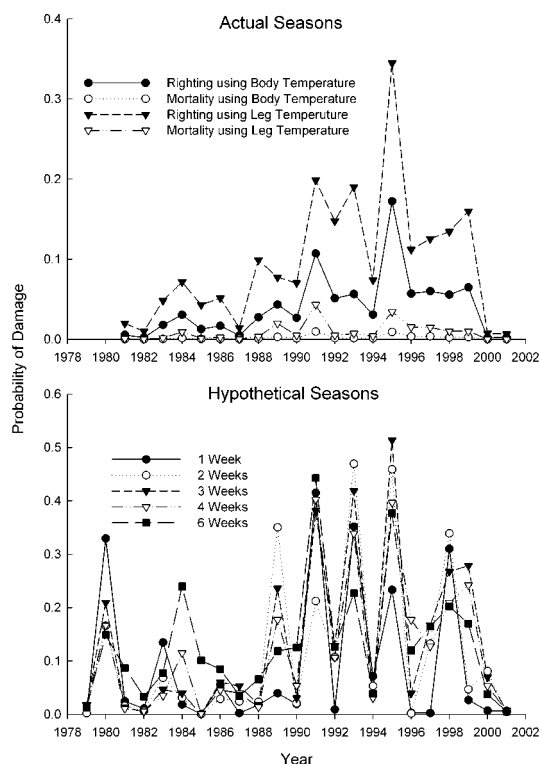 Actual Seasons
0.4
0.3
0.2
0.1
0.0
Righting using Body Temperature
Mortality using Body Temperature
Righting using Leg Temperuture
Mortality using Leg Temperature
1978 1980 1982 1984 1986 1988 1990 1992 1994 1996 1998 2000 2002
Probability of Damage
Hypothetical Seasons
0.6
0.5
0.4
0.3
0.2
0.1
0.0
1 Week
2 Weeks
3 Weeks
4 Weeks
6 Weeks
1978 1980 1982 1984 1986 1988 1990 1992 1994 1996 1998 2000 2002
Year